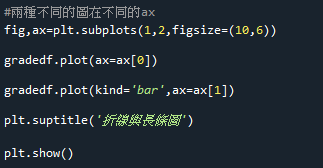 #兩種不同的圖在不同的ax
fig,ax=plt.subplots(1,2,figsize=(10,6))
gradedf.plot(ax=ax[0])
gradedf.plot(kind='bar',ax=ax[1])
plt.suptitle('折線與長條圖')
plt.show()